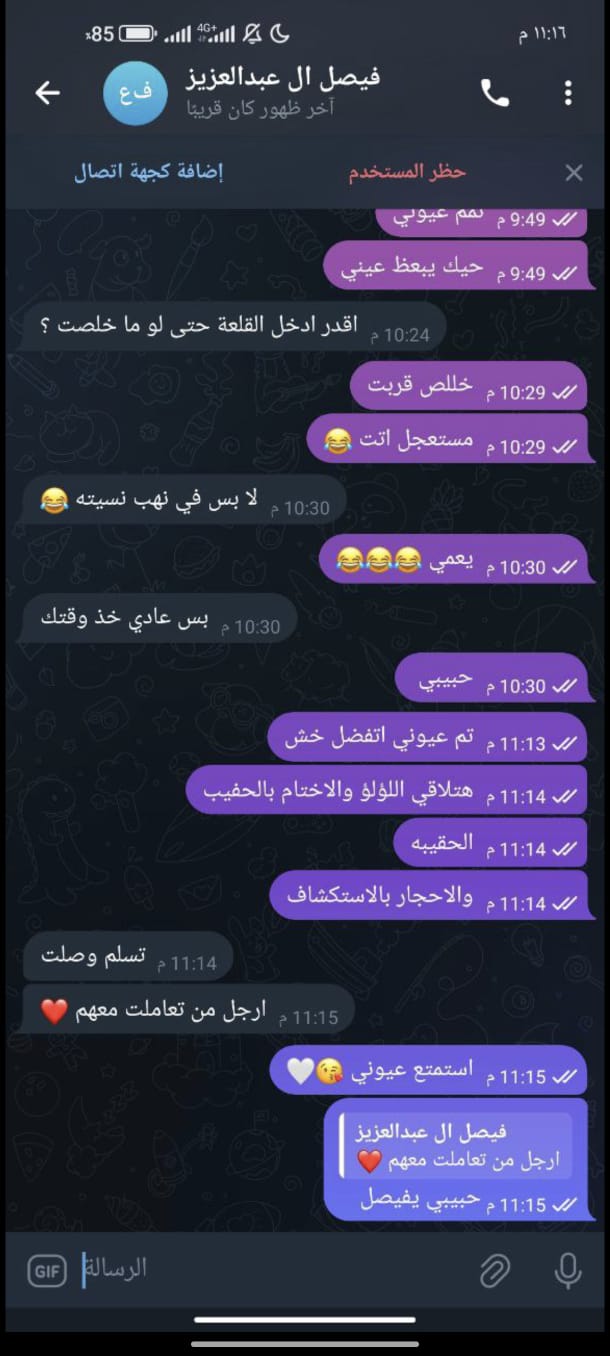 ١١:١٦ م
4G+
85%
فيصل ال عبدالعزيز
فع
آخر ظهور كان قريبًا
حظر المستخدم
إضافة كجهة اتصال
نمم عيوني 9:49 م
حيك يبعظ عيني 9:49 م
اقدر ادخل القلعة حتى لو ما خلصت ؟ 10:24 م
خللص قربت 10:29 م
مستعجل اتت 😂 10:29 م
لا بس في نهب نسيته 😂 10:30 م
يعمي 😂😂😂 10:30 م
بس عادي خذ وقتك 10:30 م
حبيبي 10:30 م
تم عيوني اتفضل خش 11:13 م
هتلاقي اللؤلؤ والاختام بالحفيب 11:14 م
الحقيبه 11:14 م
والاحجار بالاستكشاف 11:14 م
تسلم وصلت 11:14 م
ارجل من تعاملت معهم ❤️ 11:15 م
استمتع عيوني 😘🤍 11:15 م
فيصل ال عبدالعزيز
ارجل من تعاملت معهم ❤️
حبيبي يفيصل 11:15 م
الرسالة
GIF